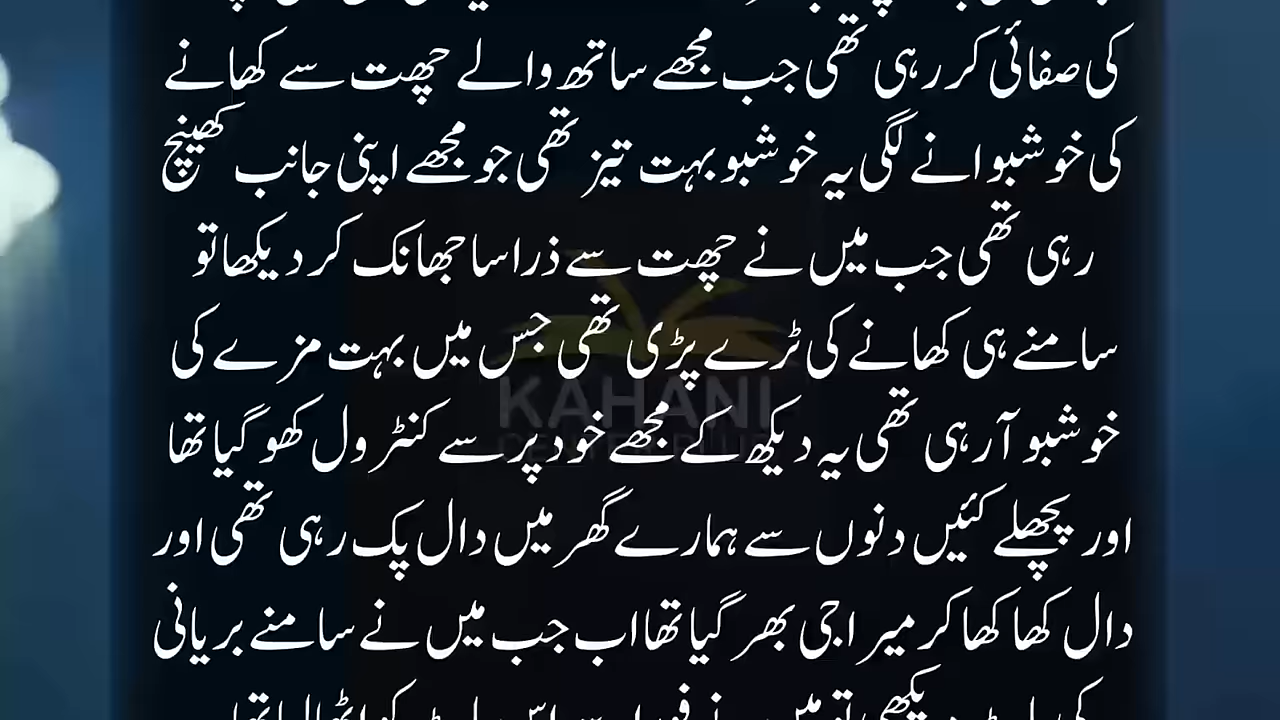 کی صفائی کر رہی تھی جب مجھے ساتھ والے چھت سے کھانے
کی خوشبو انے لگی یہ خوشبو بہت تیز تھی جو مجھے اپنی جانب کھینچ
رہی تھی جب میں نے چھت سے ذرا سا جھانک کر دیکھا تو
سامنے ہی کھانے کی ٹرے پڑی تھی جس میں بہت مزے کی
KAHANI
خوشبو آ رہی تھی یہ دیکھ کے مجھے خود پر سے کنٹرول کھو گیا تھا
اور پچھلے کئیں دنوں سے ہمارے گھر میں دال پک رہی تھی اور
دال کھا کھا کر میرا جی بھر گیا تھا اب جب میں نے سامنے بریانی